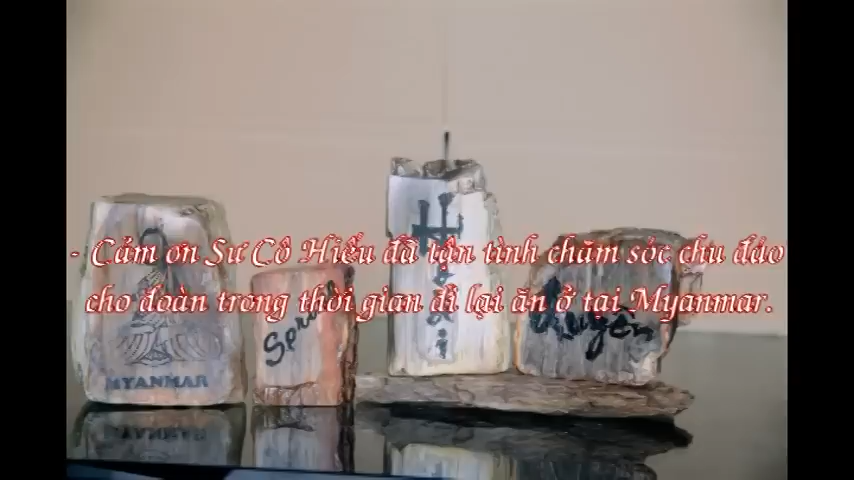 - Cảm ơn Sư Cô Hiếu đã tận tình chăm sóc chu đáo
cho đoàn trong thời gian đi lại ăn ở tại Myanmar.
MYANMAR